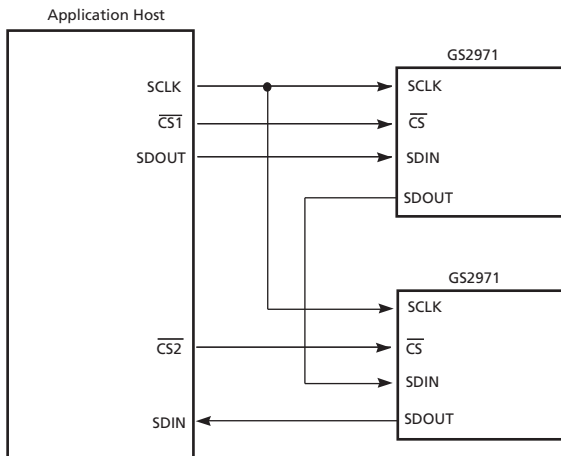 Application Host
SCLK
CS1
SDOUT
CS2
SDIN
GS2971
SCLK
CS
SDIN
SDOUT
GS2971
SCLK
CS
SDIN
SDOUT